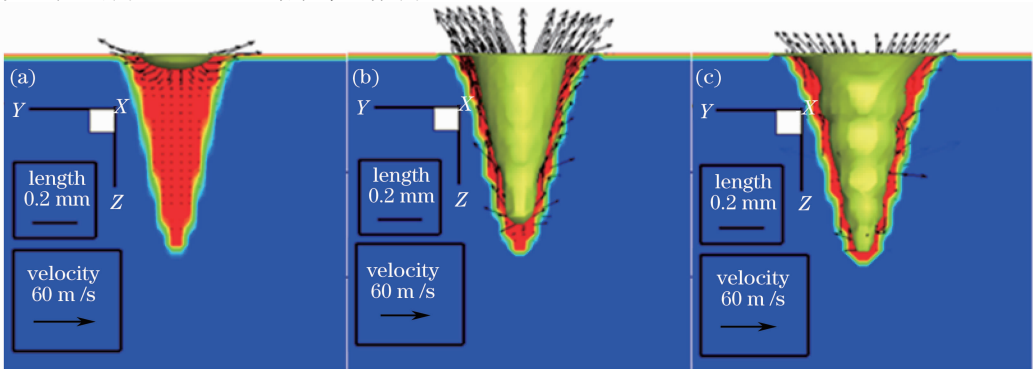 (a)
Y
X
Z
length
0.2 mm
velocity
60 m/s
(b)
Y
X
Z
length
0.2 mm
velocity
60 m/s
(c)
Y
X
Z
length
0.2 mm
velocity
60 m/s